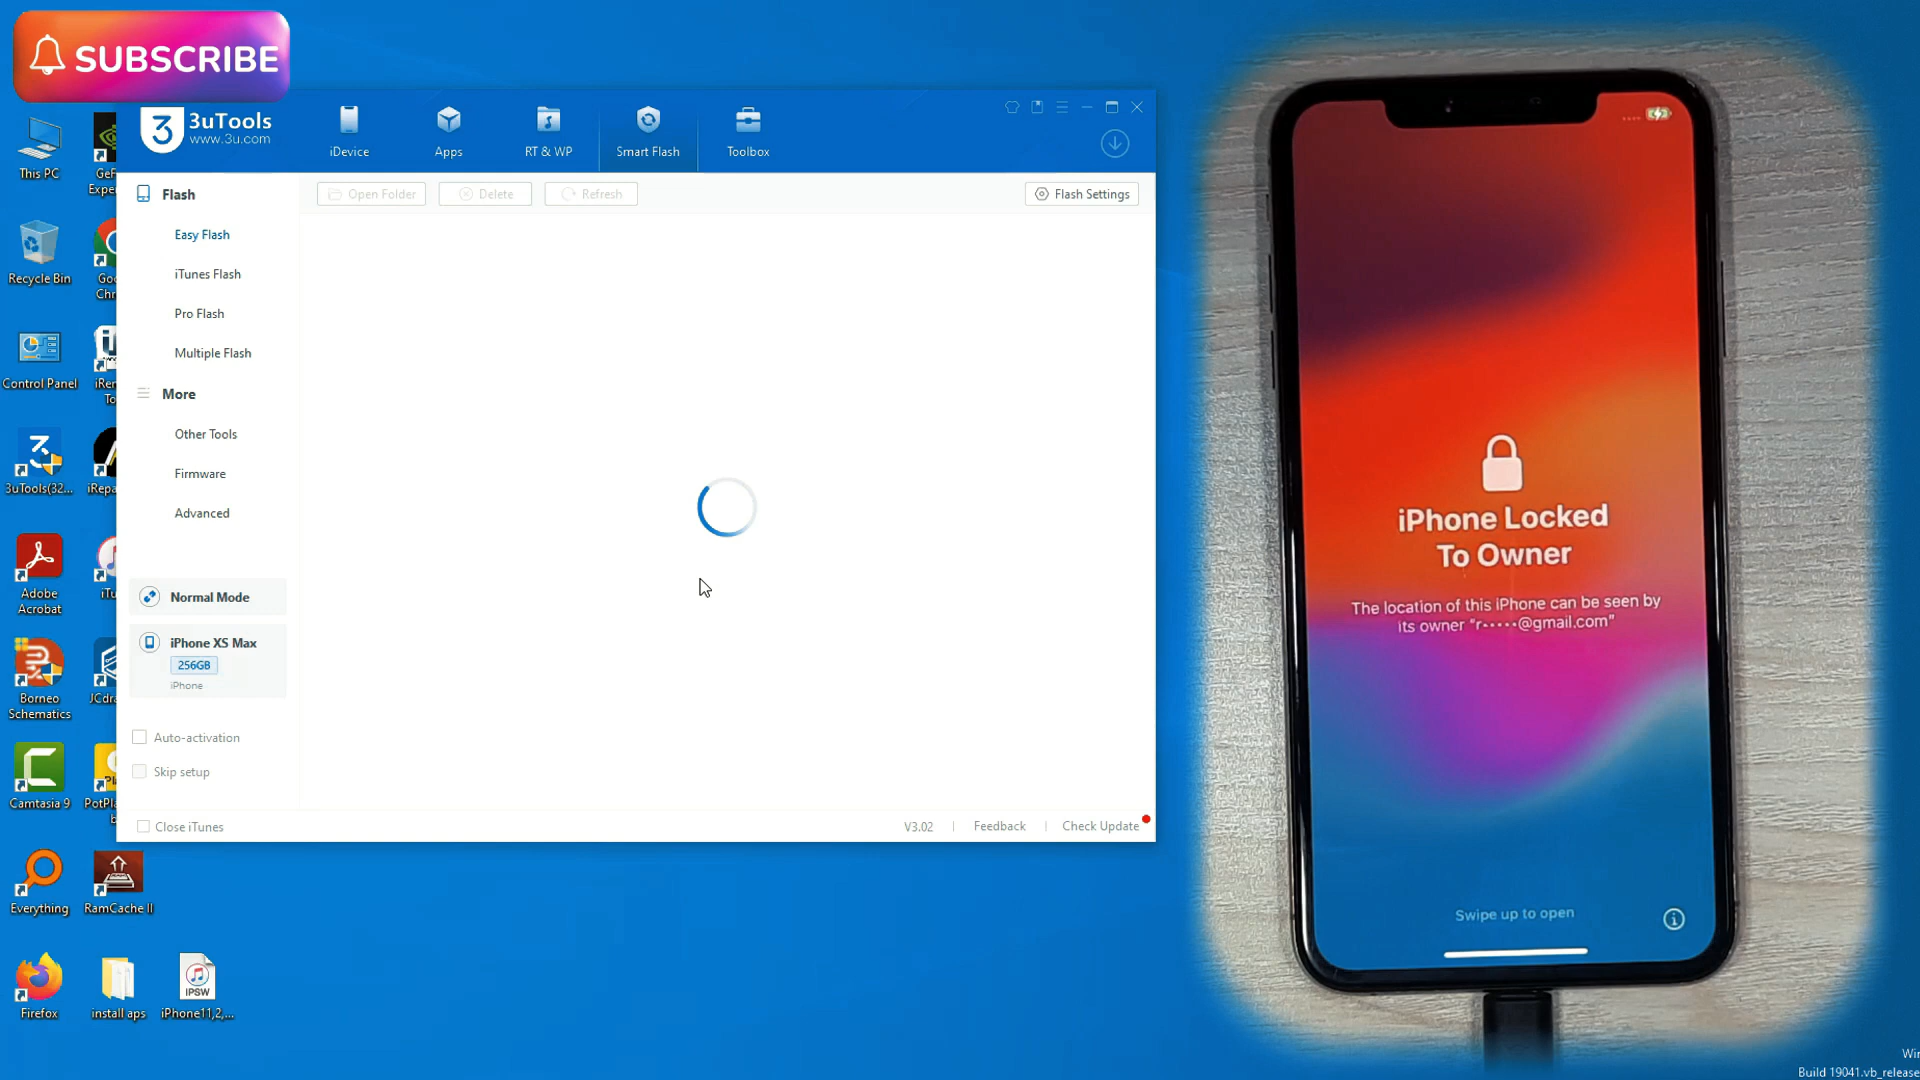 SUBSCRIBE
3uTools
www.3u.com
iDevice
Apps
RT & WP
Smart Flash
Toolbox
Flash
Open Folder
Delete
Refresh
Flash Settings
Easy Flash
iTunes Flash
Pro Flash
Multiple Flash
More
Other Tools
Firmware
Advanced
Normal Mode
iPhone XS Max
256GB
iPhone
Auto-activation
Skip setup
Close iTunes
V3.02
Feedback
Check Update
This PC
Recycle Bin
Control Panel
3uTools(32...
Adobe
Acrobat
Borneo
Schematics
Camtasia 9
Everything
RamCache II
Firefox
install aps
IPSW
iPhone11,2,...
iPhone Locked
To Owner
The location of this iPhone can be seen by
its owner "r•••••@gmail.com"
Swipe up to open
Build 19041.vb_release